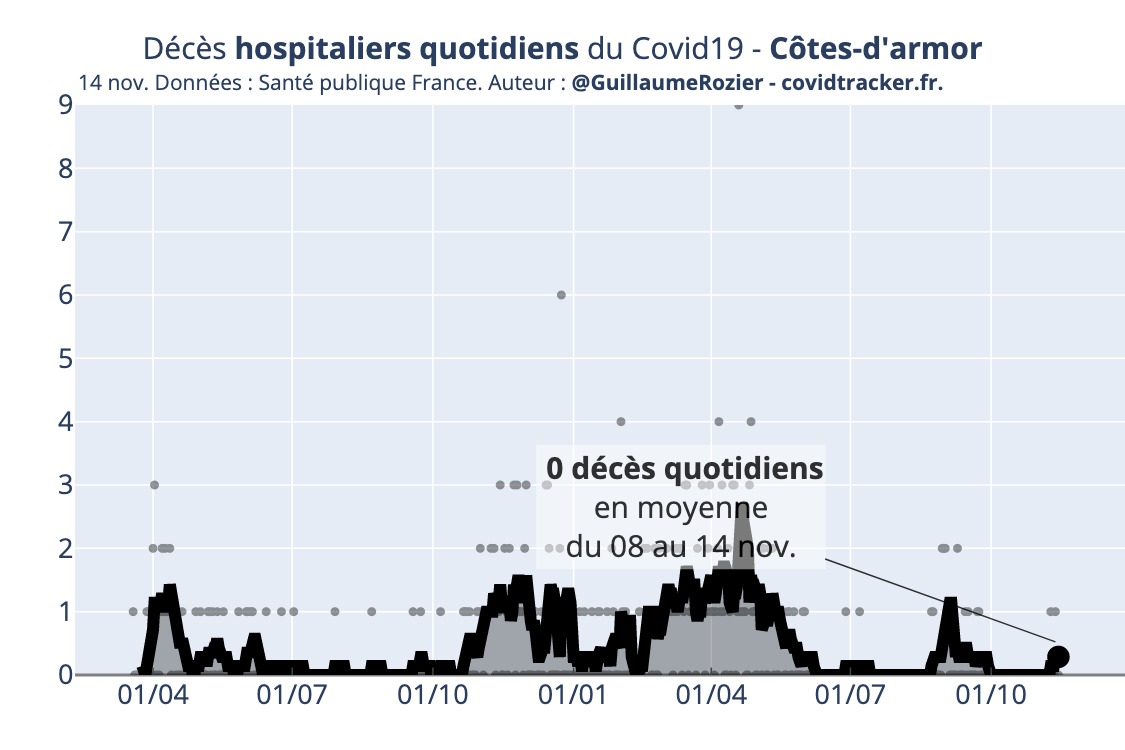 Décès hospitaliers quotidiens du Covid19 - Côtes-d'armor
14 nov. Données : Santé publique France. Auteur : @GuillaumeRozier - covidtracker.fr.
9
8
7
6
5
4
3
2
1
0
0 décès quotidiens
en moyenne
du 08 au 14 nov.
01/04 01/07 01/10 01/01 01/04 01/07 01/10